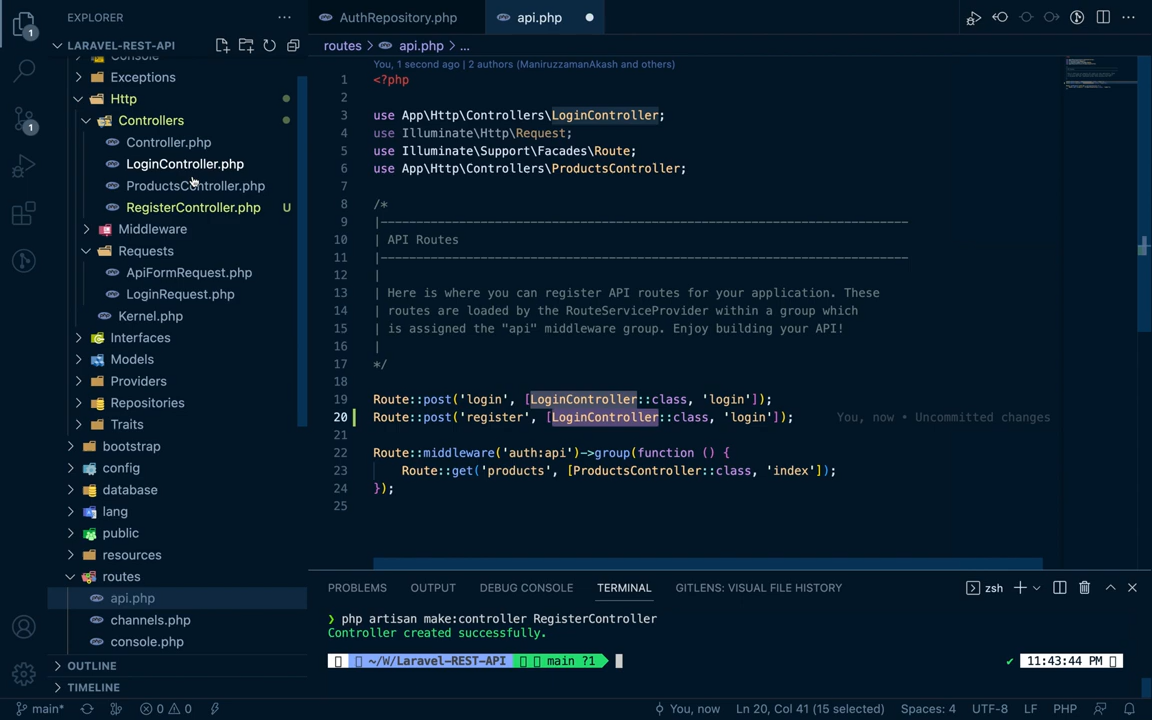 EXPLORER
LARAVEL-REST-API
Console
Exceptions
Http
Controllers
Controller.php
LoginController.php
ProductsController.php
RegisterController.php U
Middleware
Requests
ApiFormRequest.php
LoginRequest.php
Kernel.php
Interfaces
Models
Providers
Repositories
Traits
bootstrap
config
database
lang
public
resources
routes
api.php
channels.php
console.php
OUTLINE
TIMELINE
1
1
AuthRepository.php
api.php
routes > api.php > ...
You, 1 second ago | 2 authors (ManiruzzamanAkash and others)
1 <?php
2
3 use App\Http\Controllers\LoginController;
4 use Illuminate\Http\Request;
5 use Illuminate\Support\Facades\Route;
6 use App\Http\Controllers\ProductsController;
7
8 /*
9 |--------------------------------------------------------------------------
10 | API Routes
11 |--------------------------------------------------------------------------
12 |
13 | Here is where you can register API routes for your application. These
14 | routes are loaded by the RouteServiceProvider within a group which
15 | is assigned the "api" middleware group. Enjoy building your API!
16 |
17 */
18
19 Route::post('login', [LoginController::class, 'login']);
20 Route::post('register', [LoginController::class, 'login']); You, now • Uncommitted changes
21
22 Route::middleware('auth:api')->group(function () {
23 Route::get('products', [ProductsController::class, 'index']);
24 });
25
PROBLEMS OUTPUT DEBUG CONSOLE TERMINAL GITLENS: VISUAL FILE HISTORY zsh
❯ php artisan make:controller RegisterController
Controller created successfully.
~/W/Laravel-REST-API main ?1 ✔ 11:43:44 PM
main* 0 0 You, now Ln 20, Col 41 (15 selected) Spaces: 4 UTF-8 LF PHP